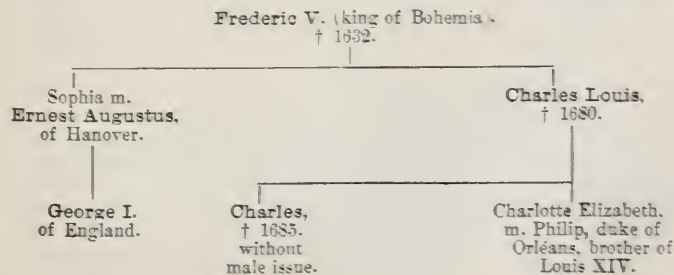 Frederic V. (king of Bohemia).
† 1632.
Sophia m.
Ernest Augustus,
of Hanover.
Charles Louis,
† 1680.
George I.
of England.
Charles,
† 1685.
without
male issue.
Charlotte Elizabeth,
m. Philip, duke of
Orléans, brother of
Louis XIV.